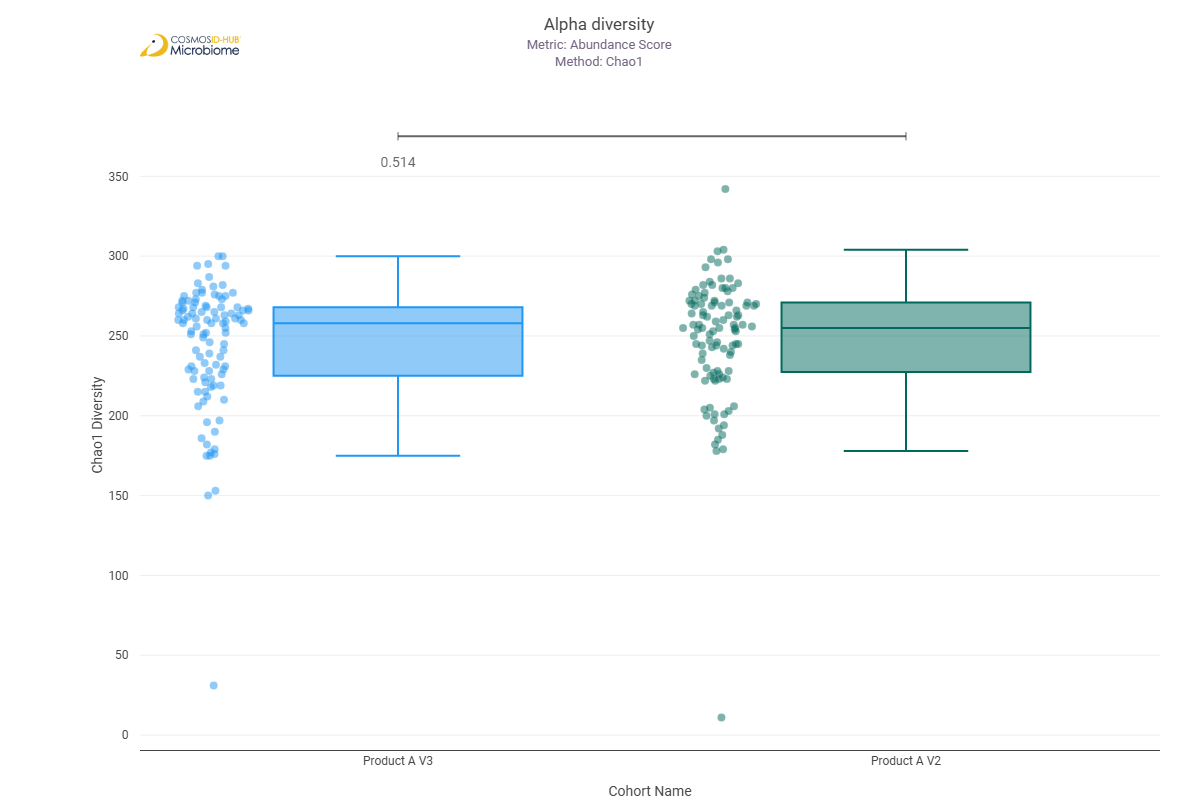 Alpha diversity
Metric: Abundance Score
Method: Chao1
COSMOSID-HUB
Microbiome
0.514
350
300
250
200
150
100
50
0
Chao1 Diversity
Product A V3
Product A V2
Cohort Name